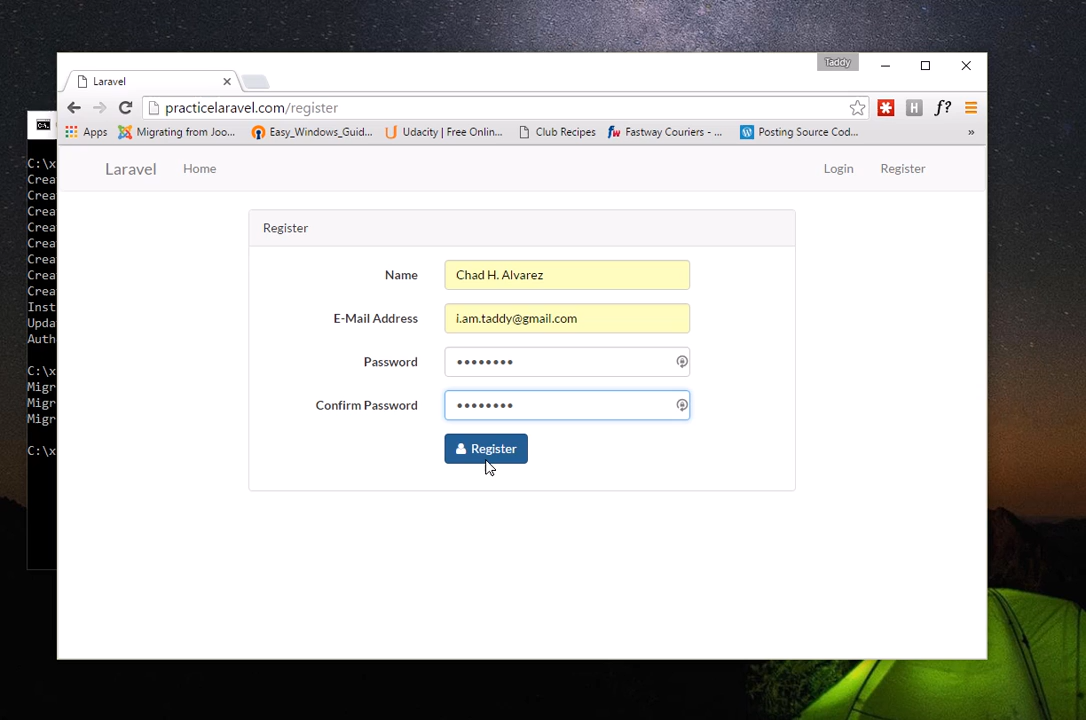 Taddy
Laravel
practicelaravel.com/register
Apps Migrating from Joo... Easy_Windows_Guid... Udacity | Free Onlin... Club Recipes Fastway Couriers - ... Posting Source Cod... »
Laravel Home Login Register
Register
Name Chad H. Alvarez
E-Mail Address i.am.taddy@gmail.com
Password ••••••••
Confirm Password ••••••••
Register
C:\x
Crea
Crea
Crea
Crea
Crea
Crea
Crea
Crea
Inst
Upda
Auth
C:\x
Migr
Migr
Migr
C:\x